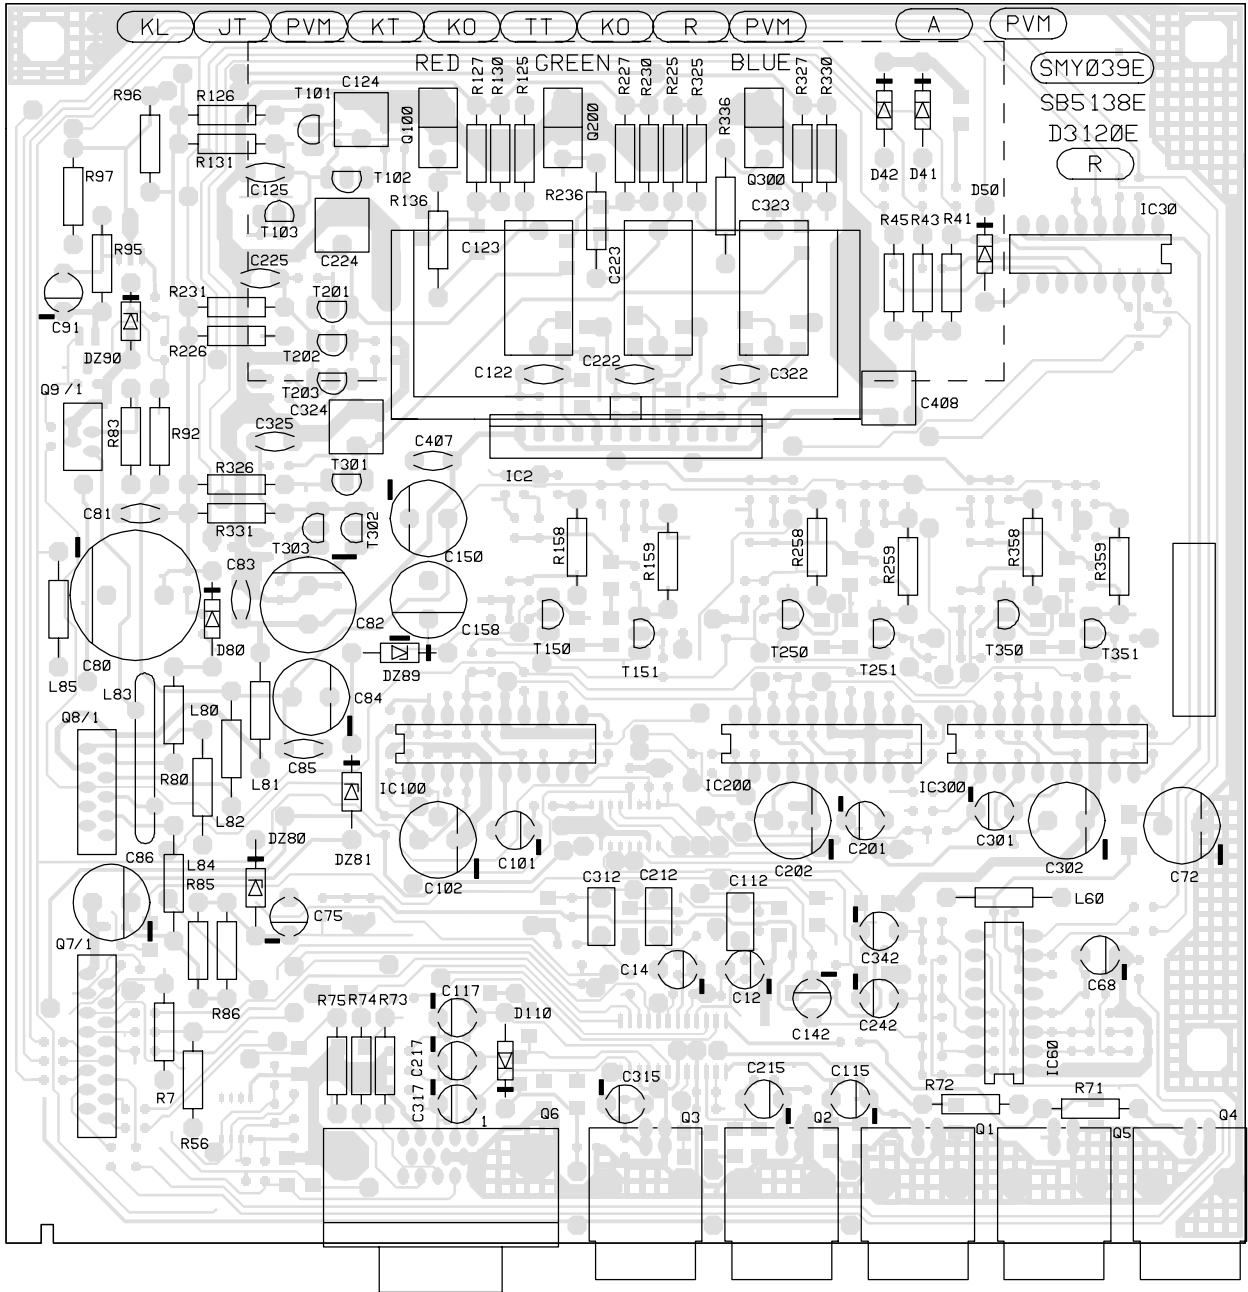 KL JT PVM KT KO TT KO R PVM A PVM
RED R127 R130 R125 GREEN R227 R230 R225 R325 BLUE R327 R330
SMY039E
SB5138E
D3120E
R
R96 R126 T101 C124 Q100 Q200 R336
R131 R97 C125 T102 R136 R236 Q300 D42 D41 D50
T103 C323 IC30
R95 C224 C123 C223 R45 R43 R41
C225
R231 T201
C91 R226 T202
DZ90 C122 C222 C322
Q9/1 T203 C408
C324
R83 R92 C325 C407
R326 T301 IC2
C81 R331 T302 R158 R159 R258 R259 R358 R359
T303 C150
C83
C82 C158
D80 T150 T151 T250 T251 T350 T351
C80 DZ89
L85 L83 L80 C84
Q8/1
R80 L81 C85 IC100 IC200 IC300
L82
DZ80
C86 L84 DZ81 C101 C201 C301
R85 C102 C202 C302 C72
C312 C212 C112 L60
C75
Q7/1 C342
C14 C12 C68
R86 R75 R74 R73 C117 D110 C142 C242
C217 IC60
R7 C317 C315 C215 C115 R72 R71
R56 1 Q6 Q3 Q2 Q1 Q5 Q4